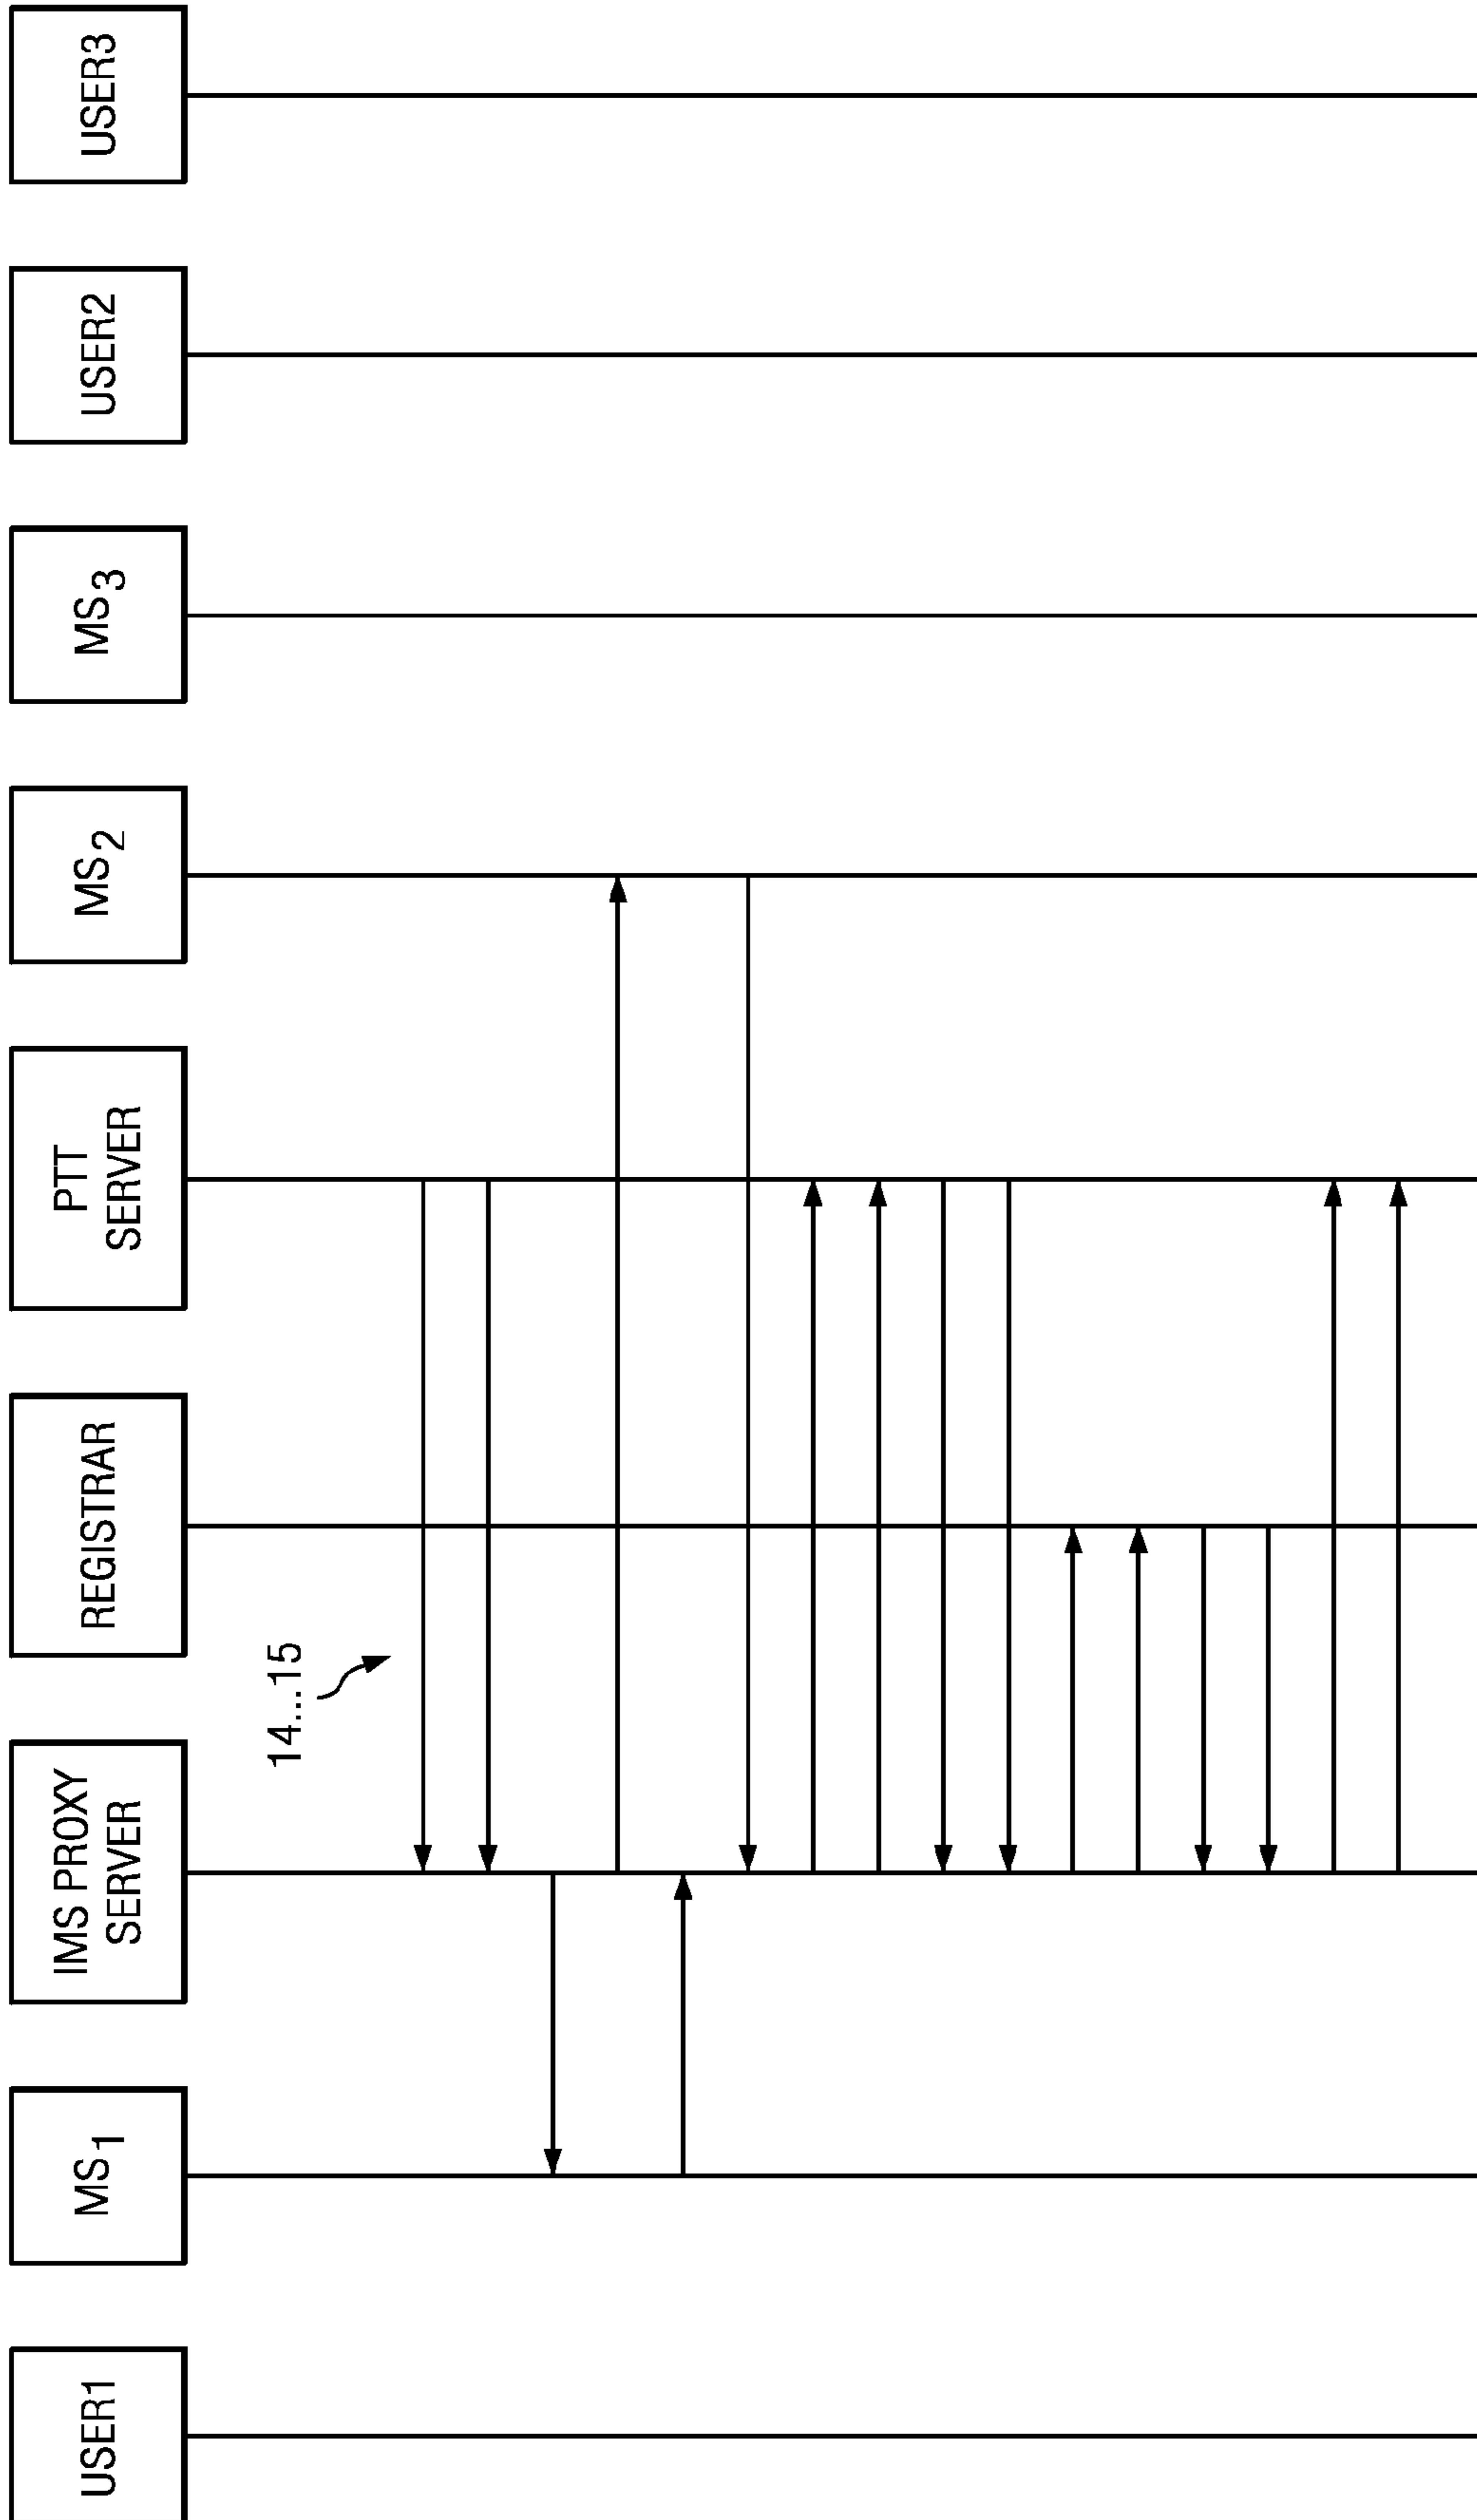 USER1
MS1
IMS PROXY
SERVER
REGISTRAR
PTT
SERVER
MS2
MS3
USER2
USER3
14...15